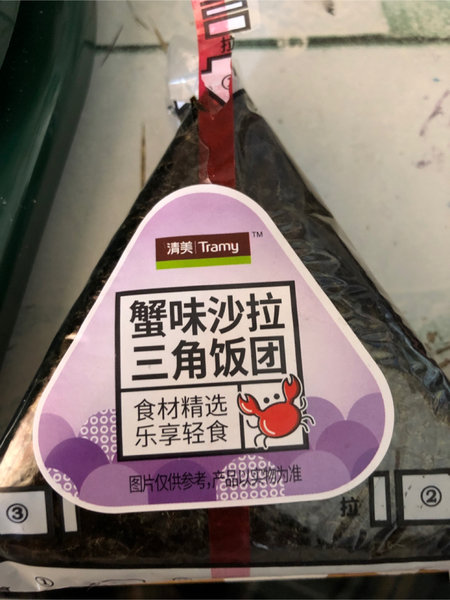 拉
①
清美 Tramy ™
蟹味沙拉
三角饭团
食材精选
乐享轻食
图片仅供参考,产品以实物为准
③
拉
②